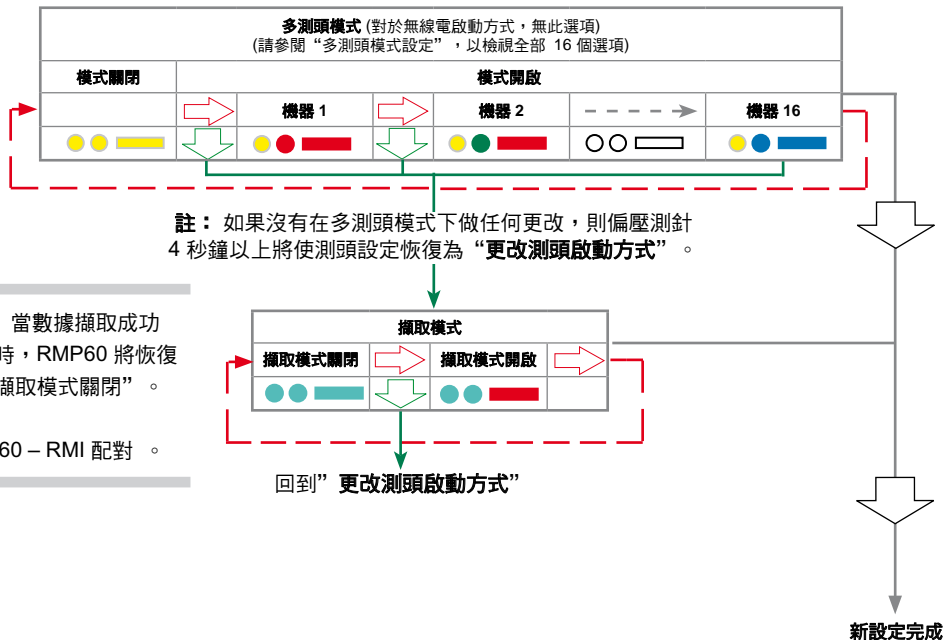 多測頭模式 (對於無線電啟動方式，無此選項)
(請參閱“多測頭模式設定”，以檢視全部 16 個選項)
模式關閉 模式開啟
機器 1 機器 2 機器 16
註： 如果沒有在多測頭模式下做任何更改，則偏壓測針
4 秒鐘以上將使測頭設定恢復為“更改測頭啟動方式”。
當數據擷取成功
時，RMP60 將恢復
擷取模式關閉”。
60 – RMI 配對 。
擷取模式
擷取模式關閉 擷取模式開啟
回到”更改測頭啟動方式”
新設定完成